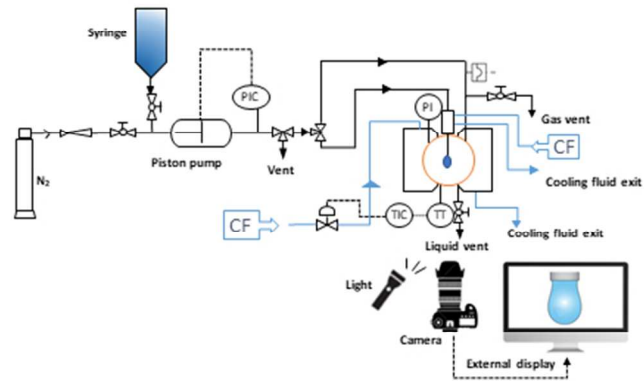 Syringe
PIC
PI
Gas vent
Piston pump
Vent
CF
N₂
Cooling fluid exit
CF
TIC
TT
Cooling fluid exit
Liquid vent
Light
Camera
External display